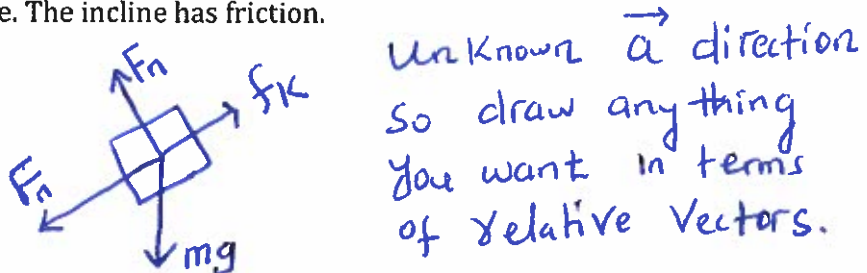 e. The incline has friction.
Fn
fk
Fn
mg
Unknown a direction
So draw anything
you want in terms
of relative vectors.